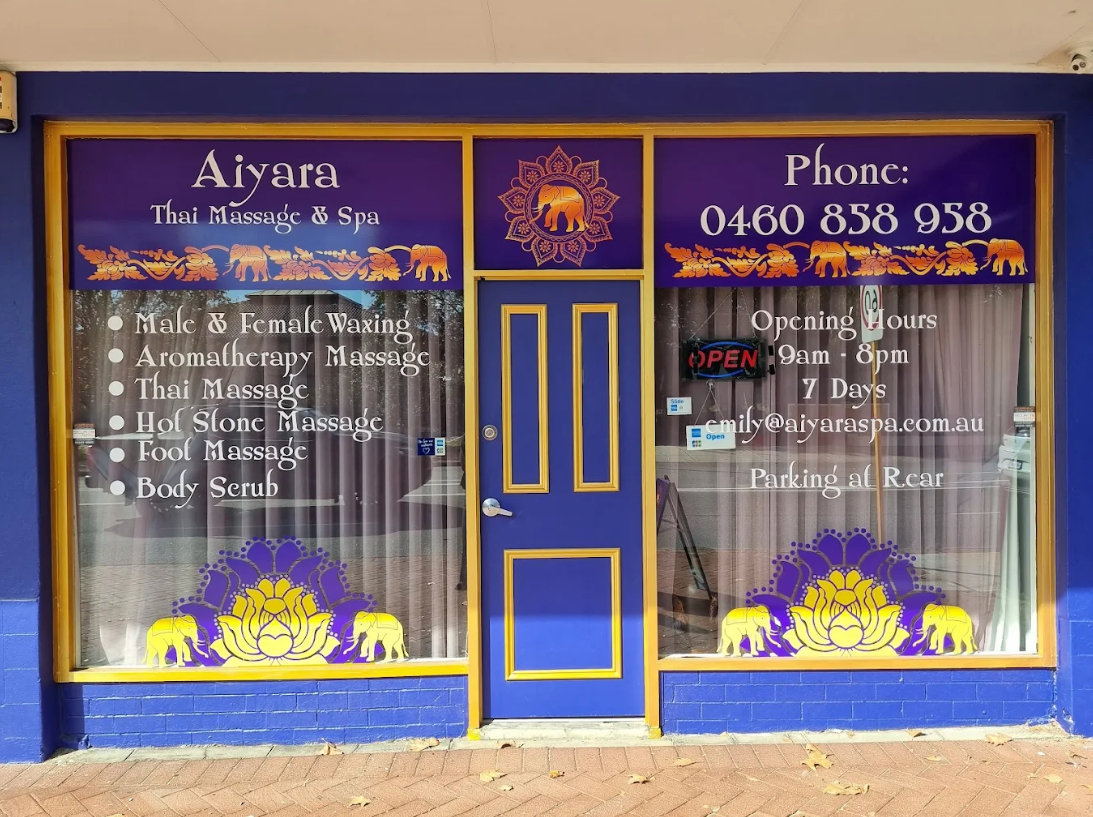 Aiyara
Thai Massage & Spa
Male & Female Waxing
Aromatherapy Massage
Thai Massage
Hot Stone Massage
Foot Massage
Body Scrub
Phone:
0460 858 958
Opening Hours
9am - 8pm
7 Days
emily@aiyaraspa.com.au
Parking at Rear
OPEN
Open